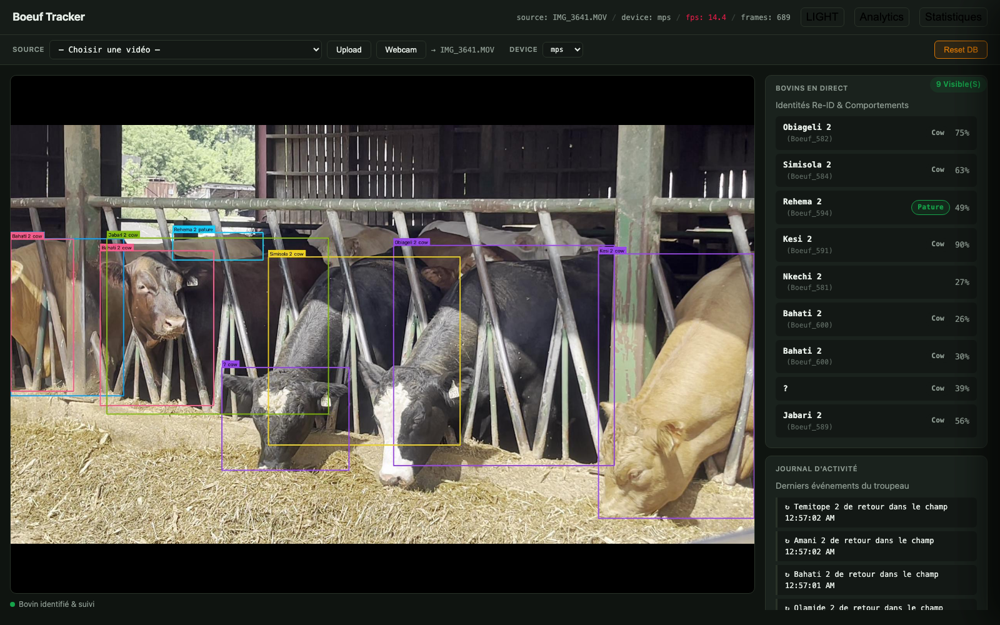 Boeuf Tracker
source: IMG_3641.MOV / device: mps / fps: 14.4 / frames: 689
LIGHT
Analytics
Statistiques
SOURCE
— Choisir une vidéo —
Upload
Webcam
→ IMG_3641.MOV
DEVICE
mps
Reset DB
Bahati 2 cow
Jabari 2 cow
Bahati 2 cow
Rehema 2 pature
Simisola 2 cow
Obiageli 2 cow
Kesi 2 cow
? cow
Bovin identifié & suivi
BOVINS EN DIRECT
9 Visible(S)
Identités Re-ID & Comportements
Obiageli 2
(Boeuf_582)
Cow 75%
Simisola 2
(Boeuf_584)
Cow 63%
Rehema 2
(Boeuf_594)
Pature 49%
Kesi 2
(Boeuf_591)
Cow 90%
Nkechi 2
(Boeuf_581)
27%
Bahati 2
(Boeuf_600)
Cow 26%
Bahati 2
(Boeuf_600)
Cow 30%
?
Cow 39%
Jabari 2
(Boeuf_589)
Cow 56%
JOURNAL D'ACTIVITÉ
Derniers événements du troupeau
↻ Temitope 2 de retour dans le champ
12:57:02 AM
↻ Amani 2 de retour dans le champ
12:57:02 AM
↻ Bahati 2 de retour dans le champ
12:57:01 AM
↻ Olamide 2 de retour dans le champ